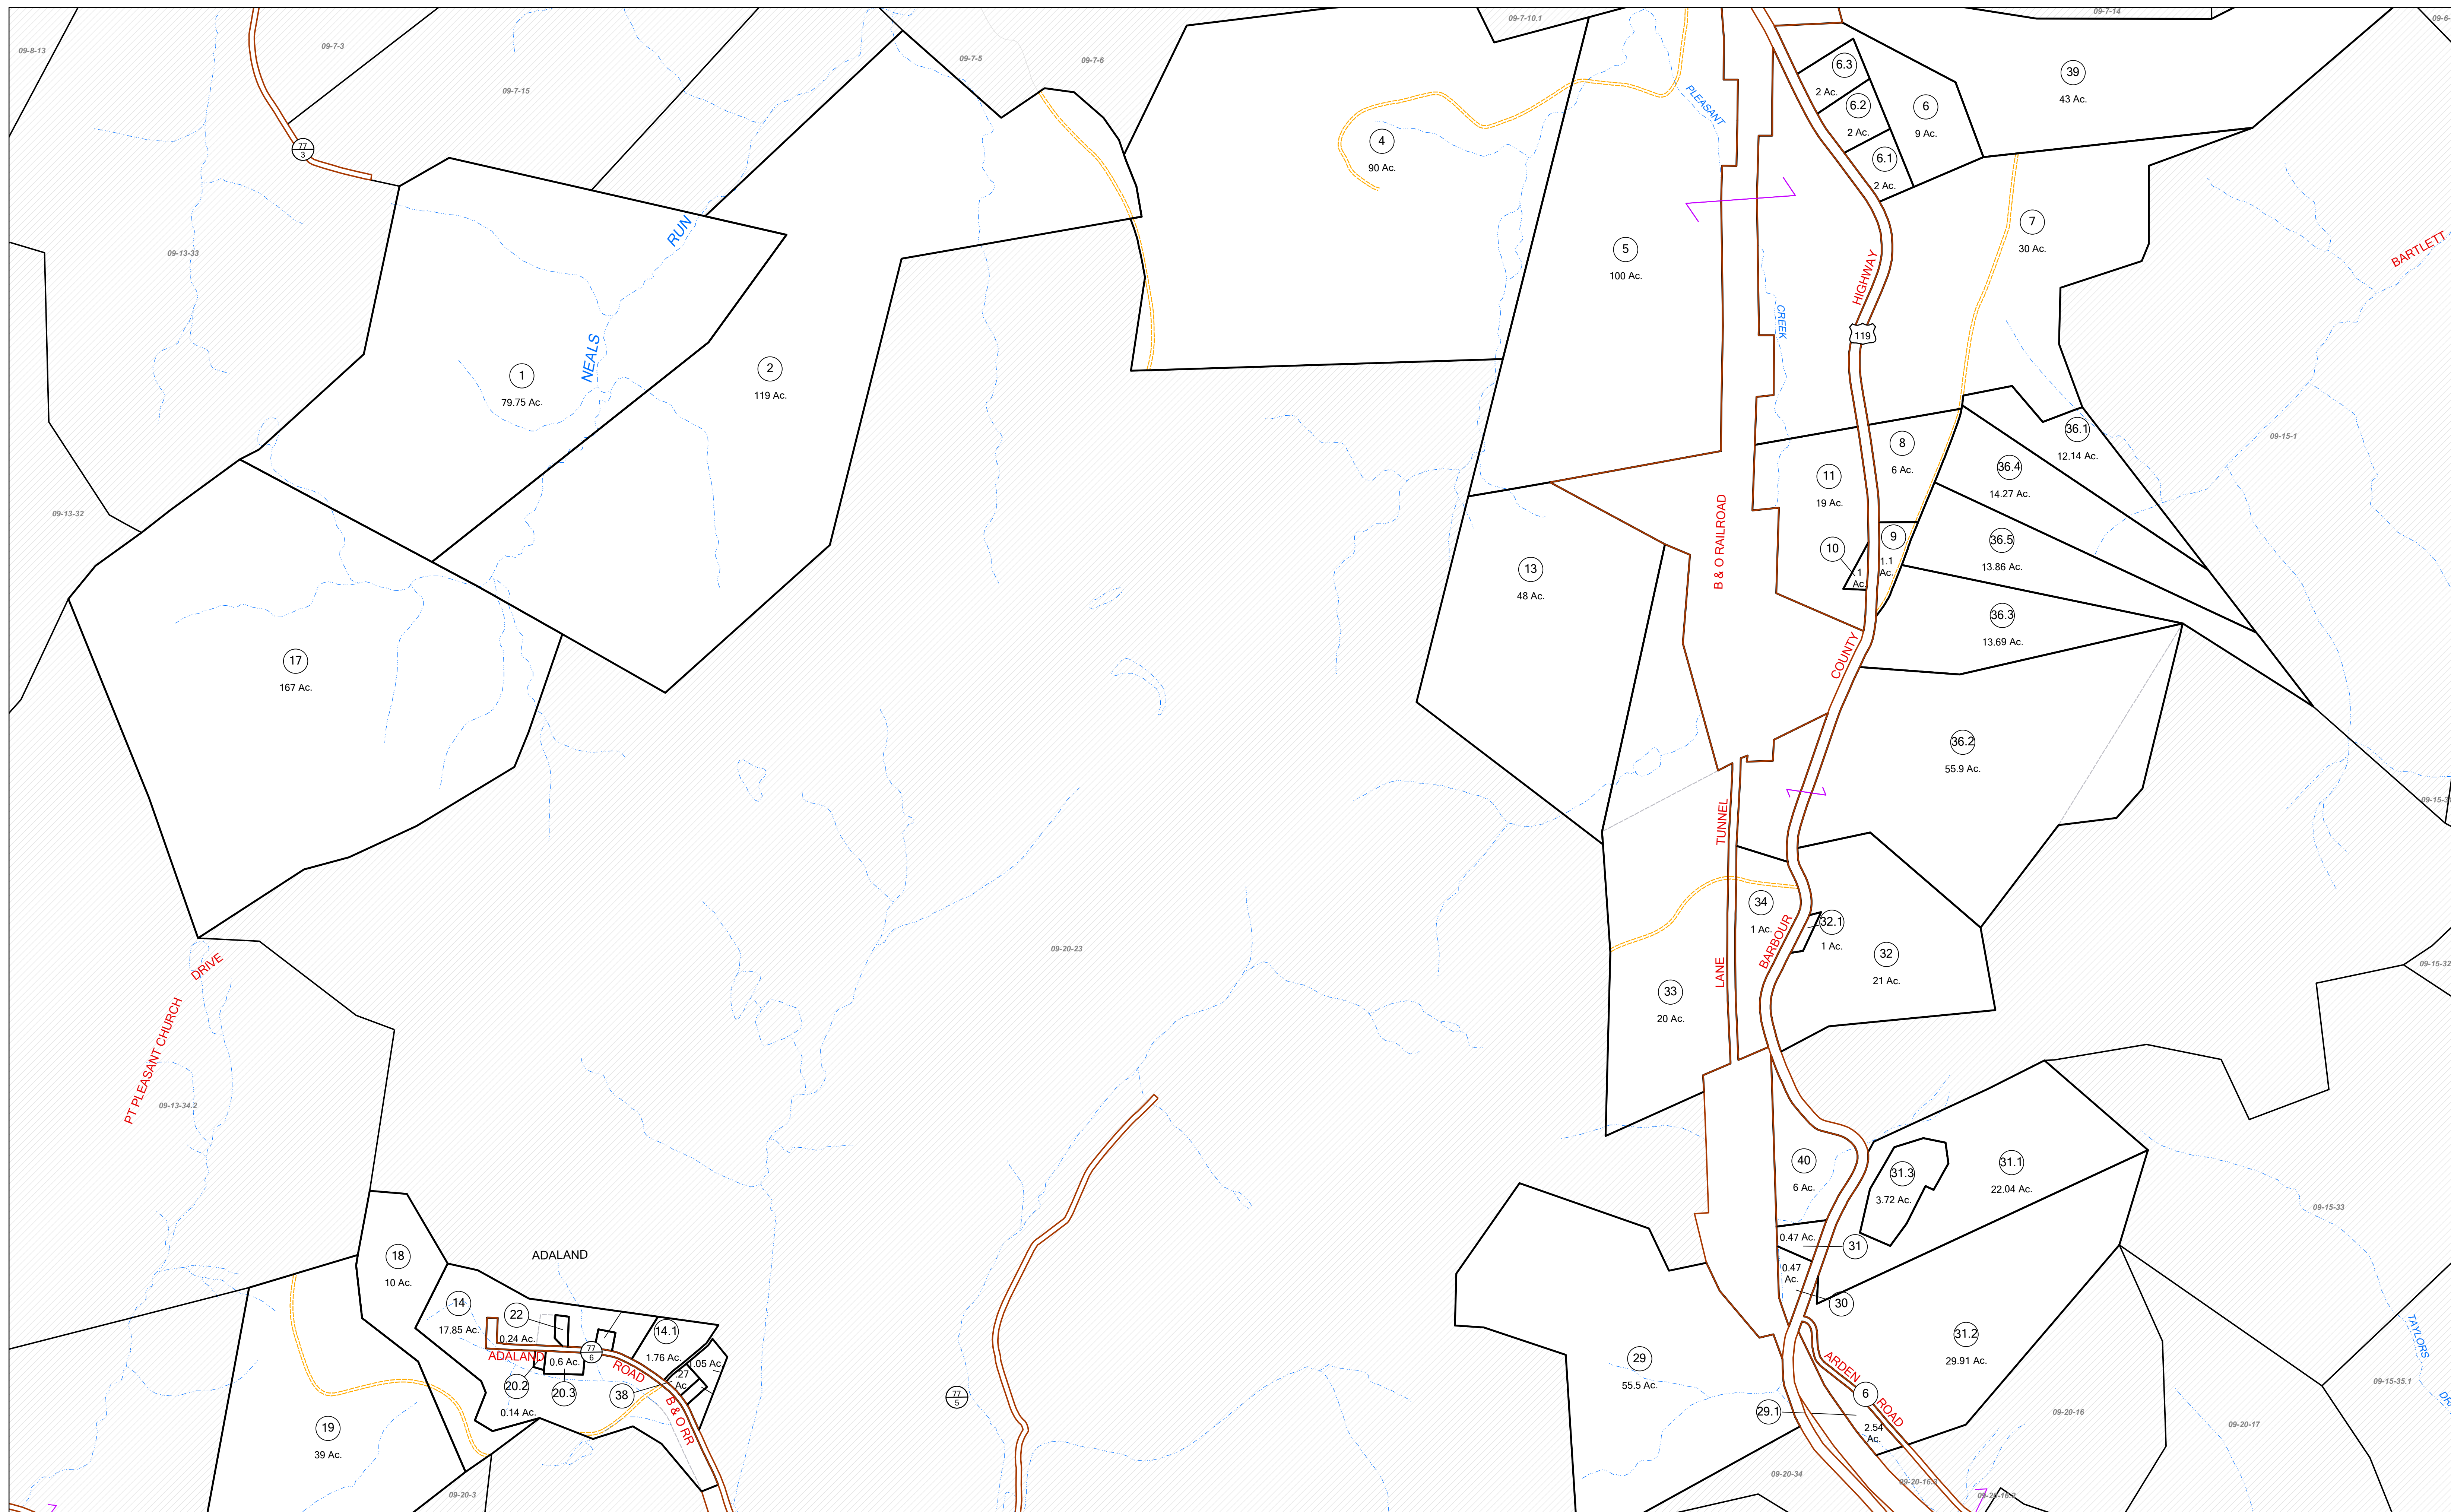 09-8-13
09-7-3
09-7-15
09-7-5
09-7-6
09-7-10.1
09-7-14
77
3
4
90 Ac.
PLEASANT
6.3
2 Ac.
6.2
2 Ac.
6.1
2 Ac.
6
9 Ac.
39
43 Ac.
7
30 Ac.
BARTLETT
09-13-33
RUN
NEALS
1
79.75 Ac.
2
119 Ac.
5
100 Ac.
CREEK
HIGHWAY
119
09-15-1
36.1
12.14 Ac.
8
6 Ac.
36.4
14.27 Ac.
11
19 Ac.
9
1.1
Ac.
10
1
Ac.
36.5
13.86 Ac.
36.3
13.69 Ac.
B & O RAILROAD
13
48 Ac.
09-13-32
17
167 Ac.
COUNTY
36.2
55.9 Ac.
TUNNEL
34
1 Ac.
BARBOUR
32.1
1 Ac.
32
21 Ac.
LANE
33
20 Ac.
09-20-23
09-15-32
DRIVE
PT PLEASANT CHURCH
09-13-34.2
40
6 Ac.
31.3
3.72 Ac.
31.1
22.04 Ac.
09-15-33
0.47 Ac.
31
0.47
Ac.
30
31.2
29.91 Ac.
TAYLORS
18
10 Ac.
ADALAND
14
17.85 Ac.
22
0.24 Ac.
ADALAND
77
6
0.6 Ac.
ROAD
14.1
1.76 Ac.
1.05 Ac.
.27
Ac.
20.2
0.14 Ac.
20.3
38
B & O RR
77
5
29
55.5 Ac.
ARDEN
6
ROAD
29.1
2.54
Ac.
09-15-35.1
09-20-16
09-20-17
19
39 Ac.
09-20-3
09-20-34